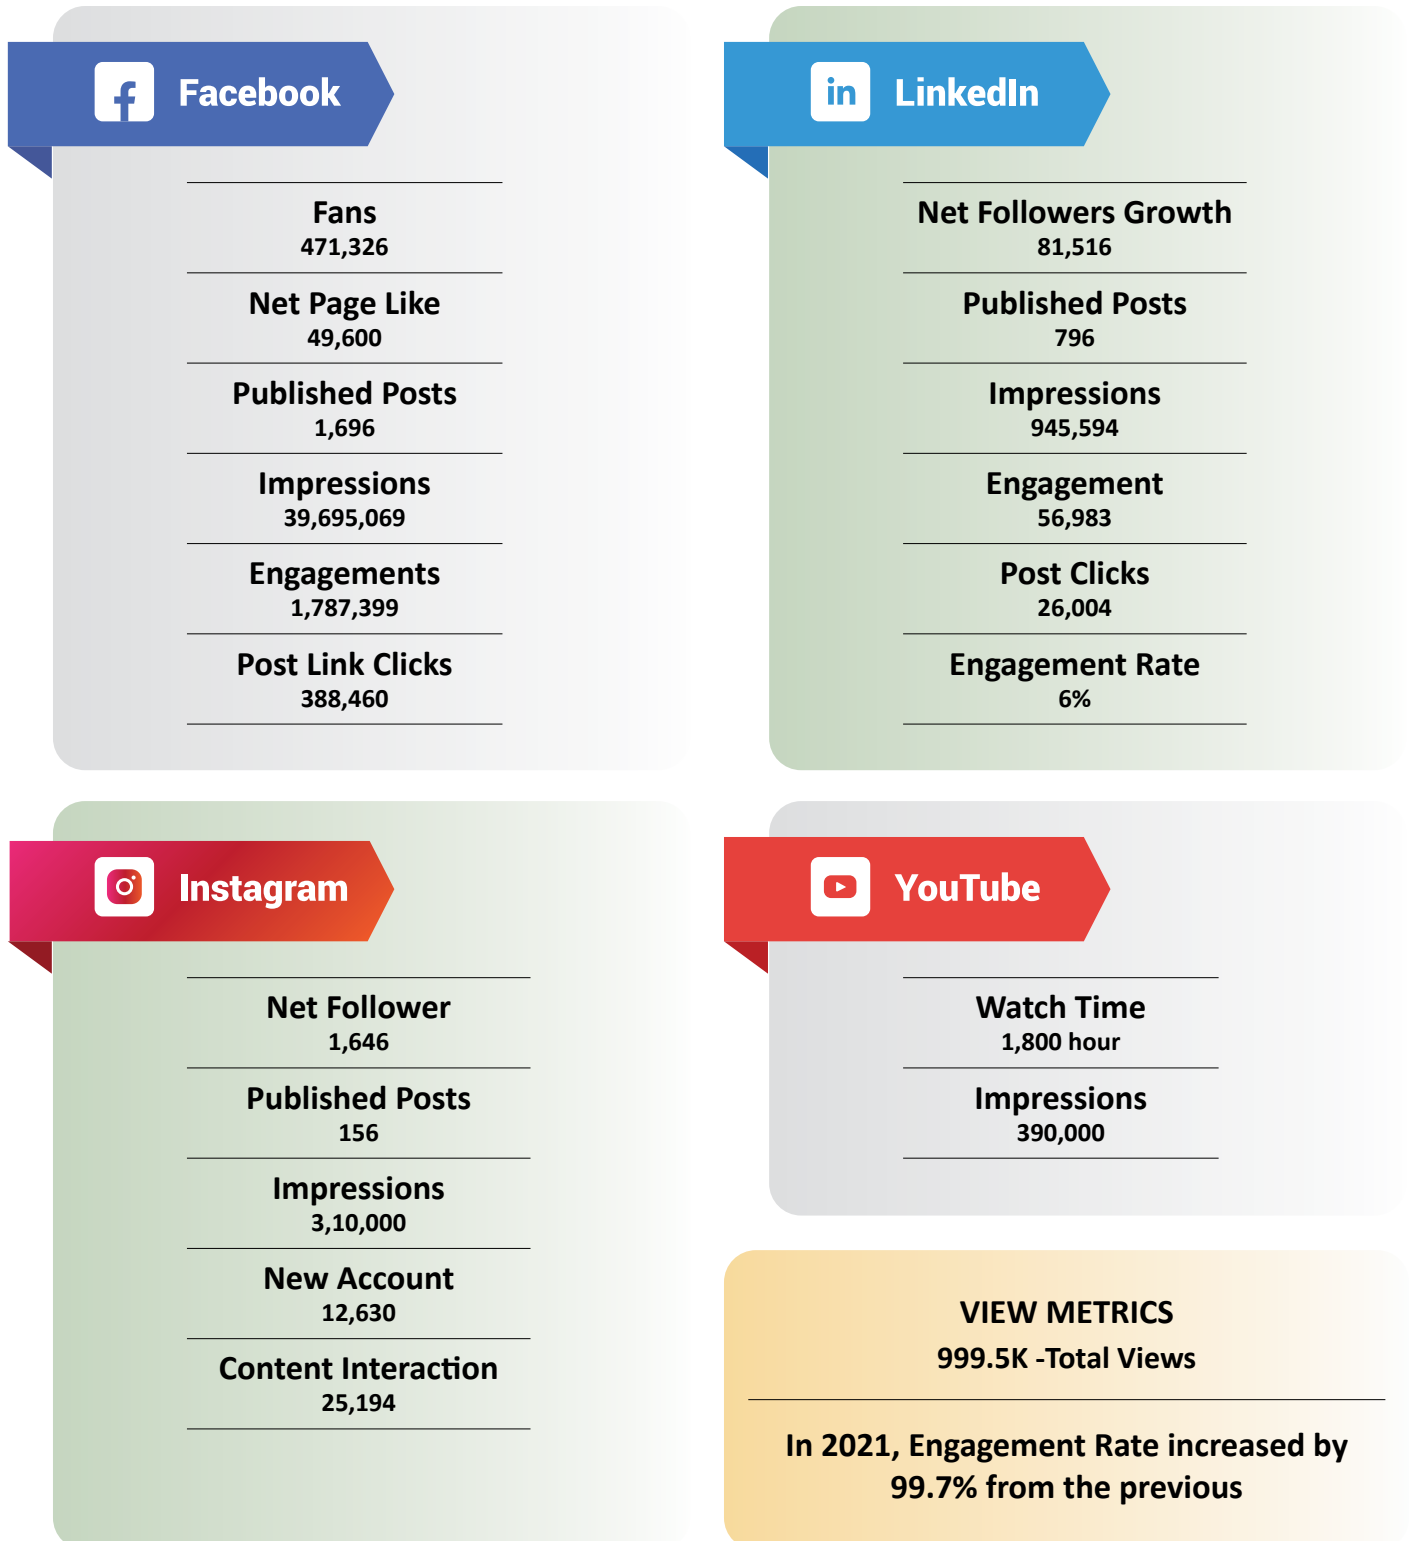 Facebook
Fans
471,326
Net Page Like
49,600
Published Posts
1,696
Impressions
39,695,069
Engagements
1,787,399
Post Link Clicks
388,460
LinkedIn
Net Followers Growth
81,516
Published Posts
796
Impressions
945,594
Engagement
56,983
Post Clicks
26,004
Engagement Rate
6%
Instagram
Net Follower
1,646
Published Posts
156
Impressions
3,10,000
New Account
12,630
Content Interaction
25,194
YouTube
Watch Time
1,800 hour
Impressions
390,000
VIEW METRICS
999.5K -Total Views
In 2021, Engagement Rate increased by
99.7% from the previous